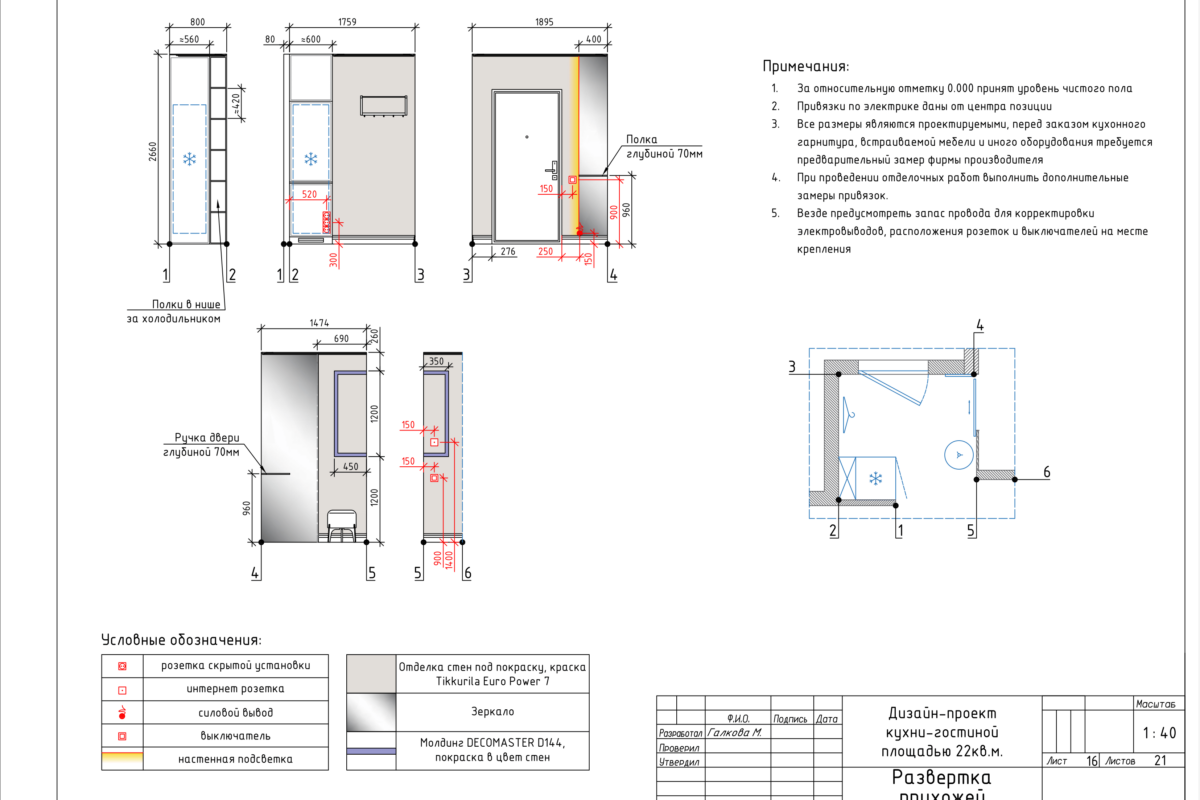 800
1759
1895
≈560
80
≈600
400
≈420
2660
520
300
150
900
960
276
250
150
Полка
глубиной 70мм
1
2
1
2
3
3
4
Полки в нише
за холодильником
Примечания:
1. За относительную отметку 0.000 принят уровень чистого пола
2. Привязки по электрике даны от центра позиции
3. Все размеры являются проектируемыми, перед заказом кухонного
гарнитура, встраиваемой мебели и иного оборудования требуется
предварительный замер фирмы производителя
4. При проведении отделочных работ выполнить дополнительные
замеры привязок.
5. Везде предусмотреть запас провода для корректировки
электровыводов, расположения розеток и выключателей на месте
крепления
1474
690
260
350
1200
150
150
450
1200
960
900
1400
Ручка двери
глубиной 70мм
4
5
5
6
4
3
6
2
1
5
Условные обозначения:
розетка скрытой установки
интернет розетка
силовой вывод
выключатель
настенная подсветка
Отделка стен под покраску, краска
Tikkurila Euro Power 7
Зеркало
Молдинг DECOMASTER D144,
покраска в цвет стен
Ф.И.О. Подпись Дата
Разработал Галкова М.
Проверил
Утвердил
Дизайн-проект
кухни-гостиной
площадью 22кв.м.
Масштаб
1 : 40
Лист 16 Листов 21
Развертка
прихожей